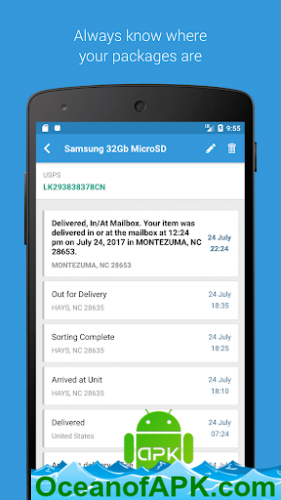 Always know where
your packages are
9:55
Samsung 32Gb MicroSD
USPS
LK293838378CN
Delivered, In/At Mailbox. Your item was
delivered in or at the mailbox at 12:24
pm on July 24, 2017 in MONTEZUMA, NC
28653.
24 July
22:24
MONTEZUMA, NC 28653
Out for Delivery
24 July
18:35
HAYS, NC 28635
Sorting Complete
24 July
18:25
HAYS, NC 28635
Arrived at Unit
24 July
18:10
HAYS, NC 28635
Delivered
24 July
07:24
United States
24 July
APK
OceanofAPK.com